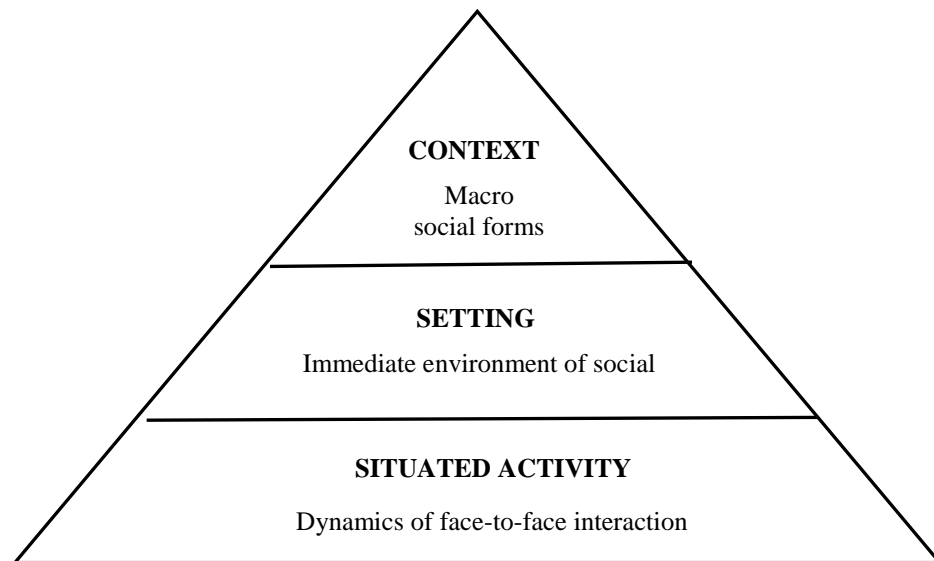 CONTEXT
Macro
social forms
SETTING
Immediate environment of social
SITUATED ACTIVITY
Dynamics of face-to-face interaction